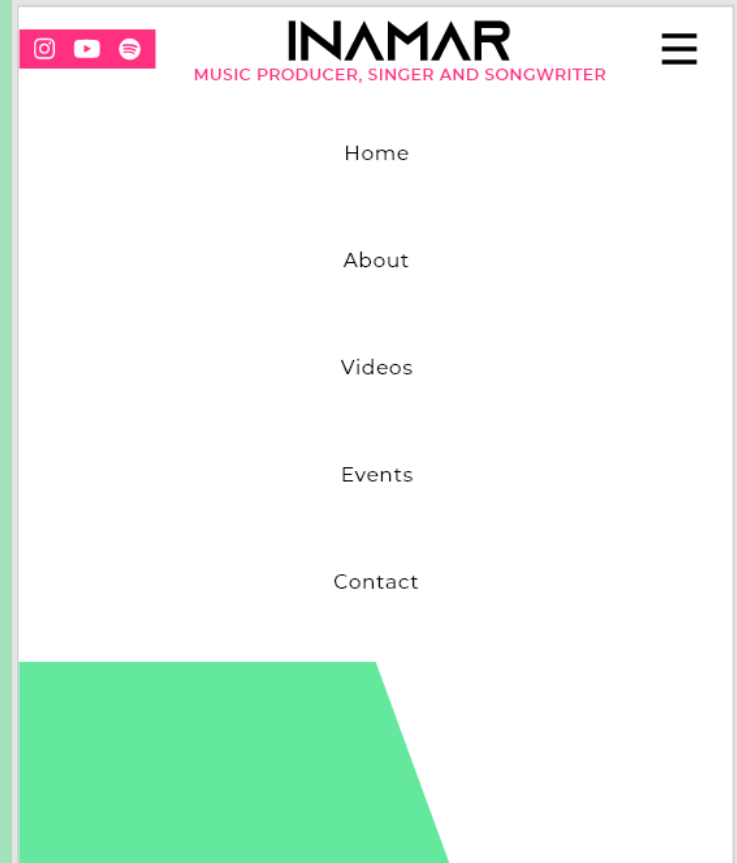 INAMAR
MUSIC PRODUCER, SINGER AND SONGWRITER
Home
About
Videos
Events
Contact